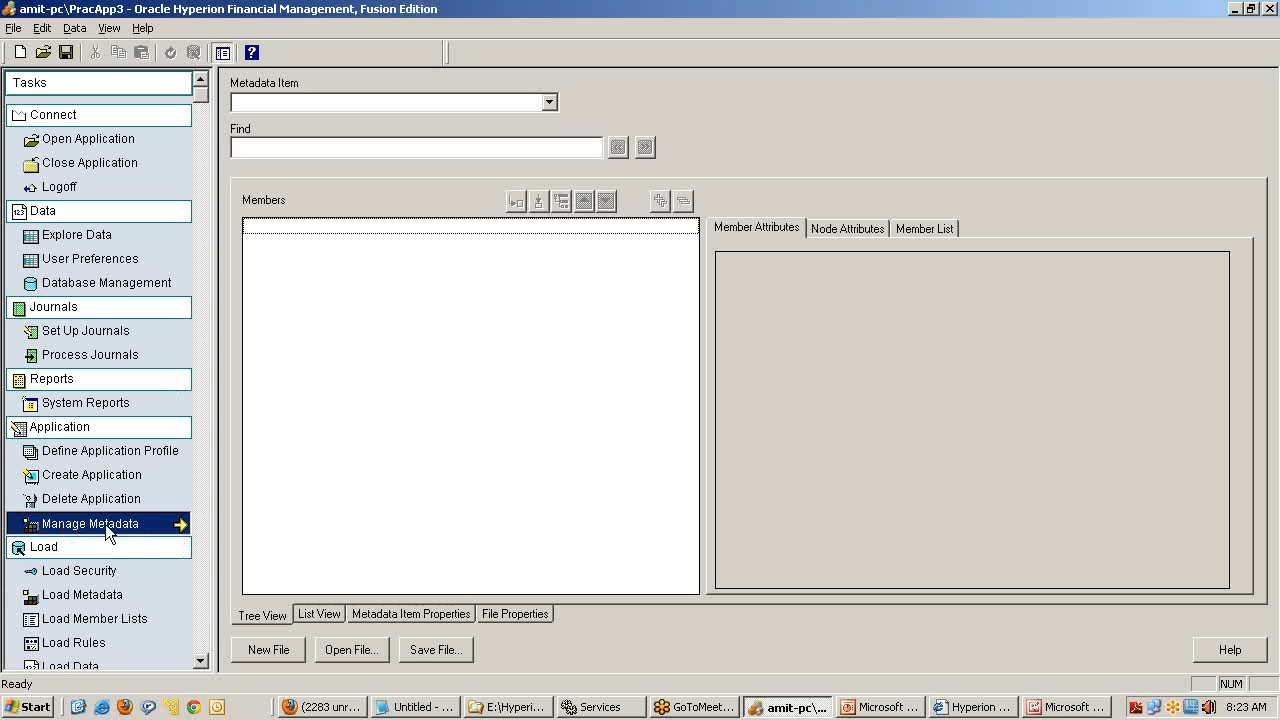 amit-pc\PracApp3 - Oracle Hyperion Financial Management, Fusion Edition
File Edit Data View Help
Tasks
Connect
Open Application
Close Application
Logoff
Data
Explore Data
User Preferences
Database Management
Journals
Set Up Journals
Process Journals
Reports
System Reports
Application
Define Application Profile
Create Application
Delete Application
Manage Metadata
Load
Load Security
Load Metadata
Load Member Lists
Load Rules
Load Data
Metadata Item
Find
Members
Member Attributes Node Attributes Member List
Tree View List View Metadata Item Properties File Properties
New File Open File... Save File... Help
Ready NUM
Start (2283 unr... Untitled - ... E:\Hyperi... Services GoToMeet... amit-pc\... Microsoft ... Hyperion ... Microsoft ... 8:23 AM